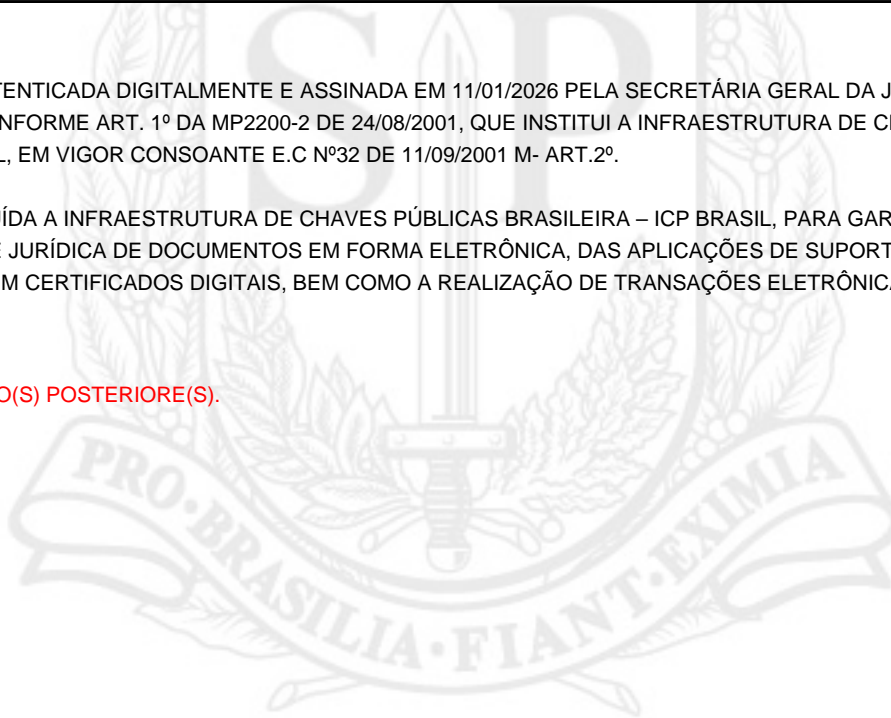 SP
TENTICADA DIGITALMENTE E ASSINADA EM 11/01/2026 PELA SECRETÁRIA GERAL DA J
NFORME ART. 1º DA MP2200-2 DE 24/08/2001, QUE INSTITUI A INFRAESTRUTURA DE C
L, EM VIGOR CONSOANTE E.C Nº32 DE 11/09/2001 M- ART.2º.
ÍDA A INFRAESTRUTURA DE CHAVES PÚBLICAS BRASILEIRA – ICP BRASIL, PARA GAR
E JURÍDICA DE DOCUMENTOS EM FORMA ELETRÔNICA, DAS APLICAÇÕES DE SUPORT
M CERTIFICADOS DIGITAIS, BEM COMO A REALIZAÇÃO DE TRANSAÇÕES ELETRÔNICA
O(S) POSTERIORE(S).
PRO·BRASILIA·FIANT·EXIMIA